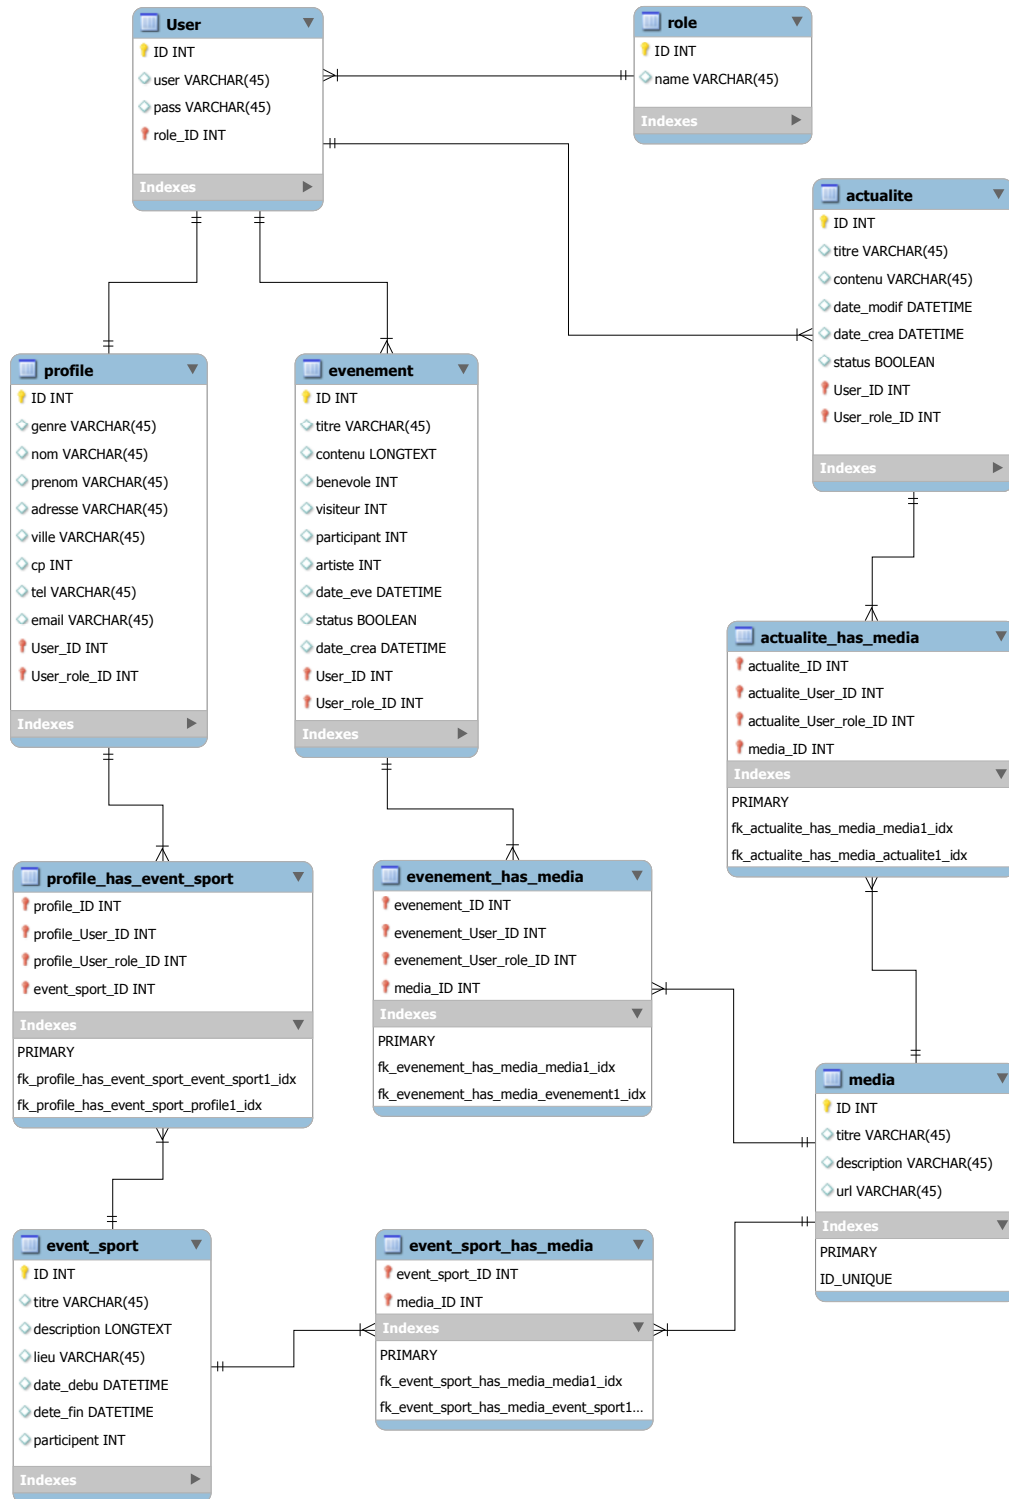 User
ID INT
user VARCHAR(45)
pass VARCHAR(45)
role_ID INT
Indexes
role
ID INT
name VARCHAR(45)
Indexes
actualite
ID INT
titre VARCHAR(45)
contenu VARCHAR(45)
date_modif DATETIME
date_crea DATETIME
status BOOLEAN
User_ID INT
User_role_ID INT
Indexes
profile
ID INT
genre VARCHAR(45)
nom VARCHAR(45)
prenom VARCHAR(45)
adresse VARCHAR(45)
ville VARCHAR(45)
cp INT
tel VARCHAR(45)
email VARCHAR(45)
User_ID INT
User_role_ID INT
Indexes
evenement
ID INT
titre VARCHAR(45)
contenu LONGTEXT
benevole INT
visiteur INT
participant INT
artiste INT
date_eve DATETIME
status BOOLEAN
date_crea DATETIME
User_ID INT
User_role_ID INT
Indexes
actualite_has_media
actualite_ID INT
actualite_User_ID INT
actualite_User_role_ID INT
media_ID INT
Indexes
PRIMARY
fk_actualite_has_media_media1_idx
fk_actualite_has_media_actualite1_idx
profile_has_event_sport
profile_ID INT
profile_User_ID INT
profile_User_role_ID INT
event_sport_ID INT
Indexes
PRIMARY
fk_profile_has_event_sport_event_sport1_idx
fk_profile_has_event_sport_profile1_idx
evenement_has_media
evenement_ID INT
evenement_User_ID INT
evenement_User_role_ID INT
media_ID INT
Indexes
PRIMARY
fk_evenement_has_media_media1_idx
fk_evenement_has_media_evenement1_idx
media
ID INT
titre VARCHAR(45)
description VARCHAR(45)
url VARCHAR(45)
Indexes
PRIMARY
ID_UNIQUE
event_sport
ID INT
titre VARCHAR(45)
description LONGTEXT
lieu VARCHAR(45)
date_debu DATETIME
dete_fin DATETIME
participent INT
Indexes
event_sport_has_media
event_sport_ID INT
media_ID INT
Indexes
PRIMARY
fk_event_sport_has_media_media1_idx
fk_event_sport_has_media_event_sport1...